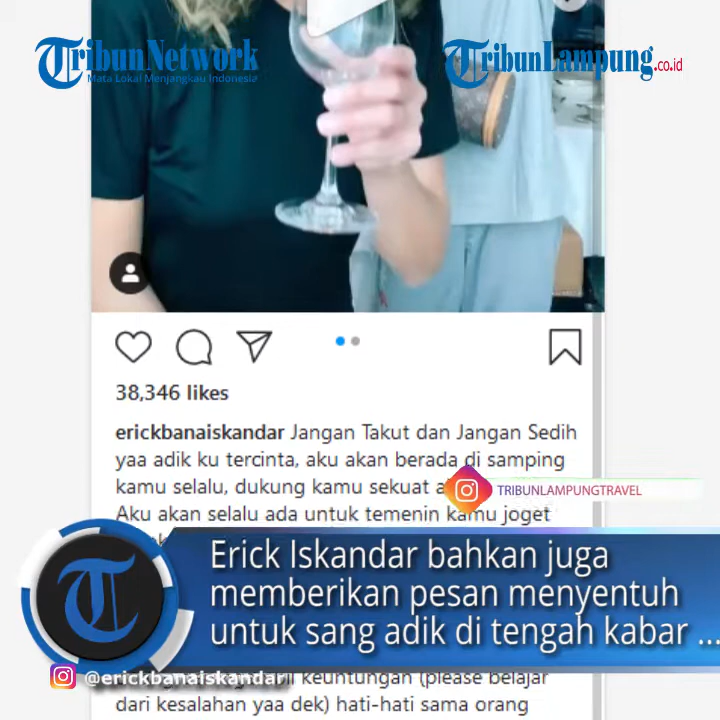 TribunNetwork
Mata Lokal Menjangkau Indonesia
TribunLampung.co.id
38,346 likes
erickbanaiskandar Jangan Takut dan Jangan Sedih
yaa adik ku tercinta, aku akan berada di samping
kamu selalu, dukung kamu sekuat
TRIBUNLAMPUNGTRAVEL
Aku akan selalu ada untuk temenin kamu joget
Erick Iskandar bahkan juga
memberikan pesan menyentuh
untuk sang adik di tengah kabar ...
@erickbanaiskandar
keuntungan (please belajar
dari kesalahan yaa dek) hati-hati sama orang